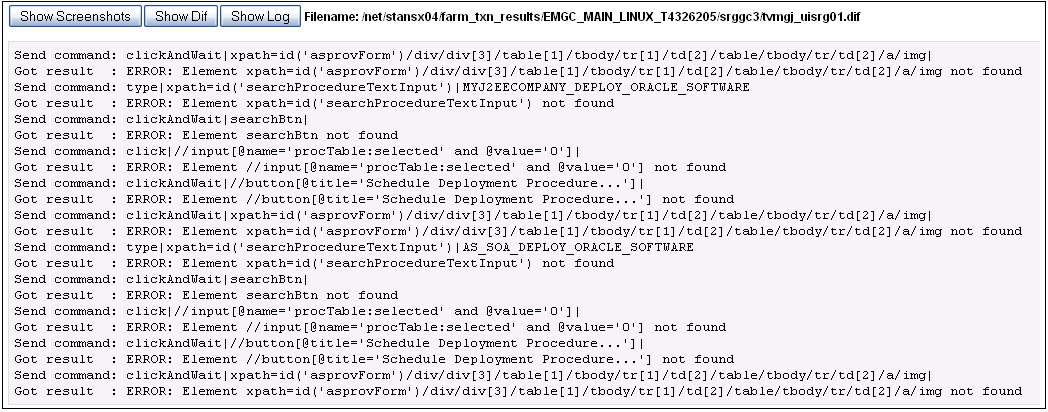 Show Screenshots Show Dif Show Log Filename: /net/stansx04/farm_txn_results/EMGC_MAIN_LINUX_T4326205/srggc3/tvmgj_uisrg01.dif
Send command: clickAndWait|xpath=id('asprovForm')/div/div[3]/table[1]/tbody/tr[1]/td[2]/table/tbody/tr/td[2]/a/img|
Got result  : ERROR: Element xpath=id('asprovForm')/div/div[3]/table[1]/tbody/tr[1]/td[2]/table/tbody/tr/td[2]/a/img not found
Send command: type|xpath=id('searchProcedureTextInput')|MYJ2EECOMPANY_DEPLOY_ORACLE_SOFTWARE
Got result  : ERROR: Element xpath=id('searchProcedureTextInput') not found
Send command: clickAndWait|searchBtn|
Got result  : ERROR: Element searchBtn not found
Send command: click|//input[@name='procTable:selected' and @value='0']|
Got result  : ERROR: Element //input[@name='procTable:selected' and @value='0'] not found
Send command: clickAndWait|//button[@title='Schedule Deployment Procedure...']|
Got result  : ERROR: Element //button[@title='Schedule Deployment Procedure...'] not found
Send command: clickAndWait|xpath=id('asprovForm')/div/div[3]/table[1]/tbody/tr[1]/td[2]/table/tbody/tr/td[2]/a/img|
Got result  : ERROR: Element xpath=id('asprovForm')/div/div[3]/table[1]/tbody/tr[1]/td[2]/table/tbody/tr/td[2]/a/img not found
Send command: type|xpath=id('searchProcedureTextInput')|AS_SOA_DEPLOY_ORACLE_SOFTWARE
Got result  : ERROR: Element xpath=id('searchProcedureTextInput') not found
Send command: clickAndWait|searchBtn|
Got result  : ERROR: Element searchBtn not found
Send command: click|//input[@name='procTable:selected' and @value='0']|
Got result  : ERROR: Element //input[@name='procTable:selected' and @value='0'] not found
Send command: clickAndWait|//button[@title='Schedule Deployment Procedure...']|
Got result  : ERROR: Element //button[@title='Schedule Deployment Procedure...'] not found
Send command: clickAndWait|xpath=id('asprovForm')/div/div[3]/table[1]/tbody/tr[1]/td[2]/table/tbody/tr/td[2]/a/img|
Got result  : ERROR: Element xpath=id('asprovForm')/div/div[3]/table[1]/tbody/tr[1]/td[2]/table/tbody/tr/td[2]/a/img not found